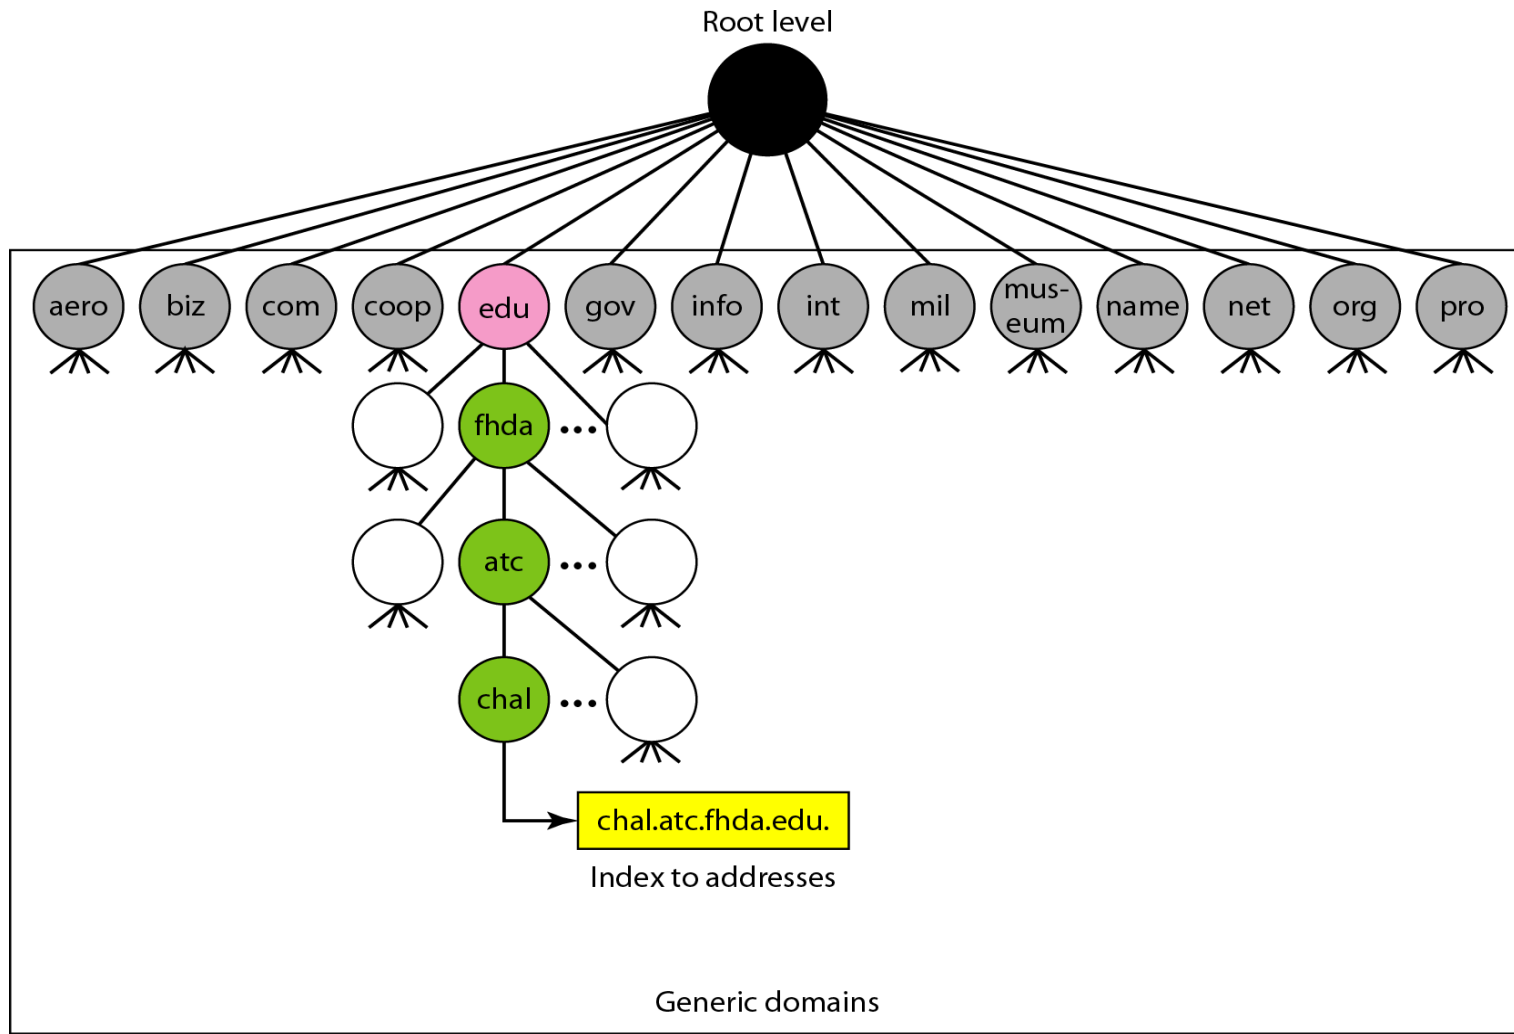 Root level
aero biz com coop edu gov info int mil mus-
eum name net org pro
fhda ...
atc ...
chal ...
chal.atc.fhda.edu.
Index to addresses
Generic domains